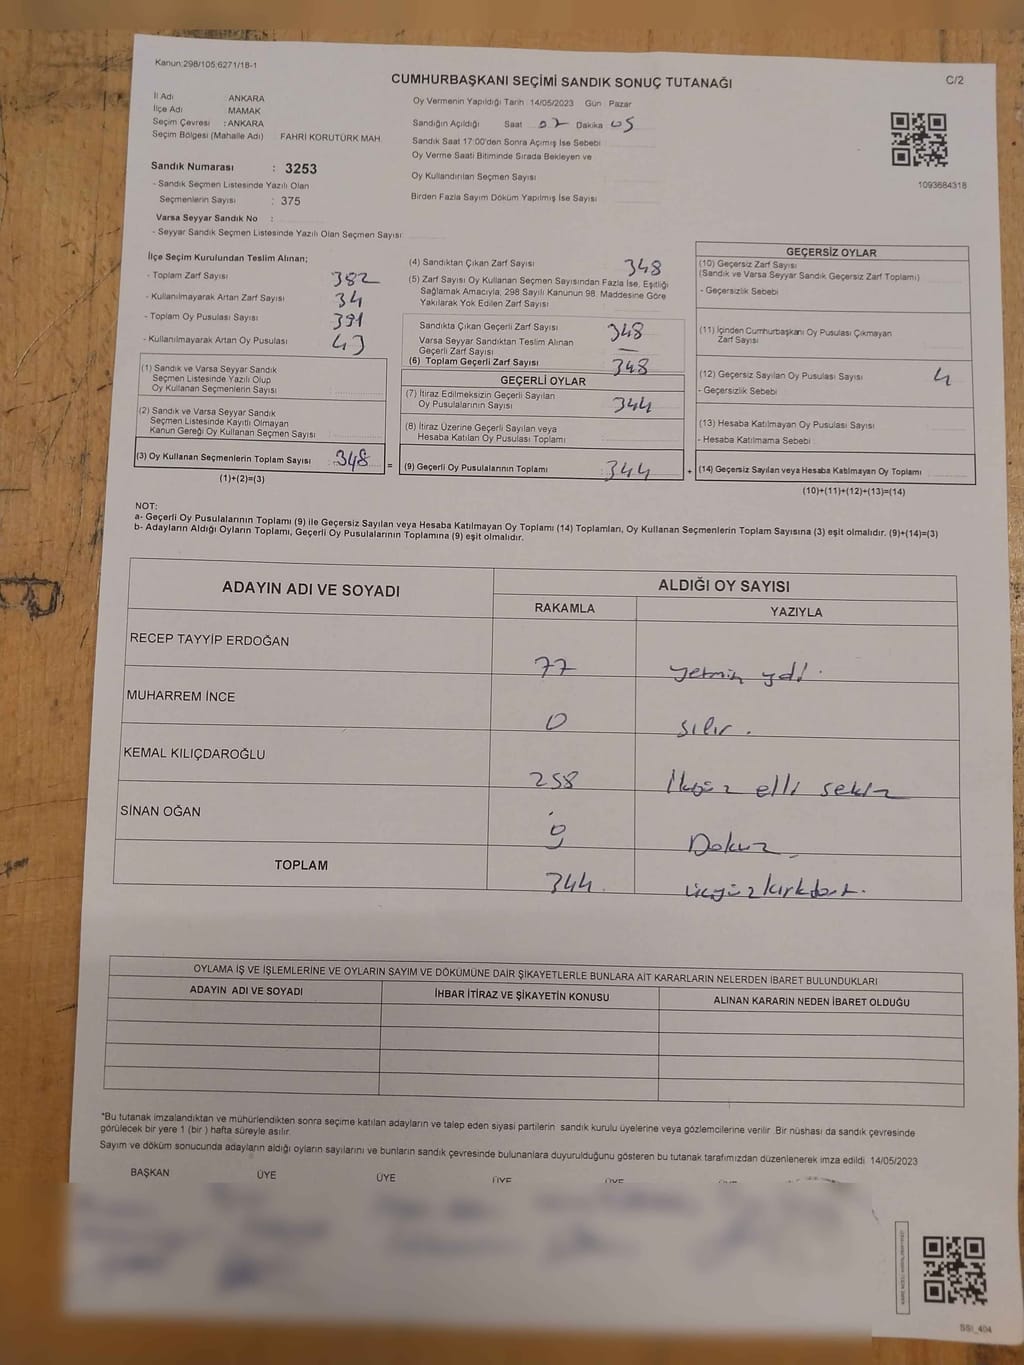 Kanun:298/105;6271/18-1
CUMHURBAŞKANI SEÇİMİ SANDIK SONUÇ TUTANAĞI
C/2
İl Adı : ANKARA
İlçe Adı : MAMAK
Seçim Çevresi : ANKARA
Seçim Bölgesi (Mahalle Adı) : FAHRİ KORUTÜRK MAH.
Sandık Numarası : 3253
- Sandık Seçmen Listesinde Yazılı Olan
Seçmenlerin Sayısı : 375
Varsa Seyyar Sandık No :
- Seyyar Sandık Seçmen Listesinde Yazılı Olan Seçmen Sayısı:
Oy Vermenin Yapıldığı Tarih : 14/05/2023 Gün : Pazar
Sandığın Açıldığı Saat 07 Dakika 05
Sandık Saat 17:00'den Sonra Açımış İse Sebebi
Oy Verme Saati Bitiminde Sırada Bekleyen ve
Oy Kullandırılan Seçmen Sayısı
Birden Fazla Sayım Döküm Yapılmış İse Sayısı
1093684318
İlçe Seçim Kurulundan Teslim Alınan;
- Toplam Zarf Sayısı 382
- Kullanılmayarak Artan Zarf Sayısı 34
- Toplam Oy Pusulası Sayısı 391
- Kullanılmayarak Artan Oy Pusulası 43
(1) Sandık ve Varsa Seyyar Sandık
Seçmen Listesinde Yazılı Olup
Oy Kullanan Seçmenlerin Sayısı
(2) Sandık ve Varsa Seyyar Sandık
Seçmen Listesinde Kayıtlı Olmayan
Kanun Gereği Oy Kullanan Seçmen Sayısı
(3) Oy Kullanan Seçmenlerin Toplam Sayısı 348 =
(1)+(2)=(3)
(4) Sandıktan Çıkan Zarf Sayısı 348
(5) Zarf Sayısı Oy Kullanan Seçmen Sayısından Fazla İse, Eşitliği
Sağlamak Amacıyla, 298 Sayılı Kanunun 98. Maddesine Göre
Yakılarak Yok Edilen Zarf Sayısı
Sandıkta Çıkan Geçerli Zarf Sayısı 348
Varsa Seyyar Sandıktan Teslim Alınan
Geçerli Zarf Sayısı —
(6) Toplam Geçerli Zarf Sayısı 348
GEÇERLİ OYLAR
(7) İtiraz Edilmeksizin Geçerli Sayılan
Oy Pusulalarının Sayısı 344
(8) İtiraz Üzerine Geçerli Sayılan veya
Hesaba Katılan Oy Pusulası Toplamı
(9) Geçerli Oy Pusulalarının Toplamı 344 +
GEÇERSİZ OYLAR
(10) Geçersiz Zarf Sayısı
(Sandık ve Varsa Seyyar Sandık Geçersiz Zarf Toplamı)
- Geçersizlik Sebebi
(11) İçinden Cumhurbaşkanı Oy Pusulası Çıkmayan
Zarf Sayısı
(12) Geçersiz Sayılan Oy Pusulası Sayısı 4
- Geçersizlik Sebebi
(13) Hesaba Katılmayan Oy Pusulası Sayısı
- Hesaba Katılmama Sebebi
(14) Geçersiz Sayılan veya Hesaba Katılmayan Oy Toplamı
(10)+(11)+(12)+(13)=(14)
NOT:
a- Geçerli Oy Pusulalarının Toplamı (9) ile Geçersiz Sayılan veya Hesaba Katılmayan Oy Toplamı (14) Toplamları, Oy Kullanan Seçmenlerin Toplam Sayısına (3) eşit olmalıdır. (9)+(14)=(3)
b- Adayların Aldığı Oyların Toplamı, Geçerli Oy Pusulalarının Toplamına (9) eşit olmalıdır.
ADAYIN ADI VE SOYADI ALDIĞI OY SAYISI
RAKAMLA YAZIYLA
RECEP TAYYİP ERDOĞAN 77 yetmiş yedi.
MUHARREM İNCE 0 sıfır.
KEMAL KILIÇDAROĞLU 258 İkiyüz elli sekiz
SİNAN OĞAN 9 Dokuz
TOPLAM 344 üçyüzkırkdört.
OYLAMA İŞ VE İŞLEMLERİNE VE OYLARIN SAYIM VE DÖKÜMÜNE DAİR ŞİKAYETLERLE BUNLARA AİT KARARLARIN NELERDEN İBARET BULUNDUKLARI
ADAYIN ADI VE SOYADI İHBAR İTİRAZ VE ŞİKAYETİN KONUSU ALINAN KARARIN NEDEN İBARET OLDUĞU
*Bu tutanak imzalandıktan ve mühürlendikten sonra seçime katılan adayların ve talep eden siyasi partilerin sandık kurulu üyelerine veya gözlemcilerine verilir. Bir nüshası da sandık çevresinde
görülecek bir yere 1 (bir) hafta süreyle asılır.
Sayım ve döküm sonucunda adayların aldığı oyların sayılarını ve bunların sandık çevresinde bulunanlara duyurulduğunu gösteren bu tutanak tarafımızdan düzenlenerek imza edildi. 14/05/2023
BAŞKAN ÜYE ÜYE ÜYE ÜYE ÜYE
SSI_404